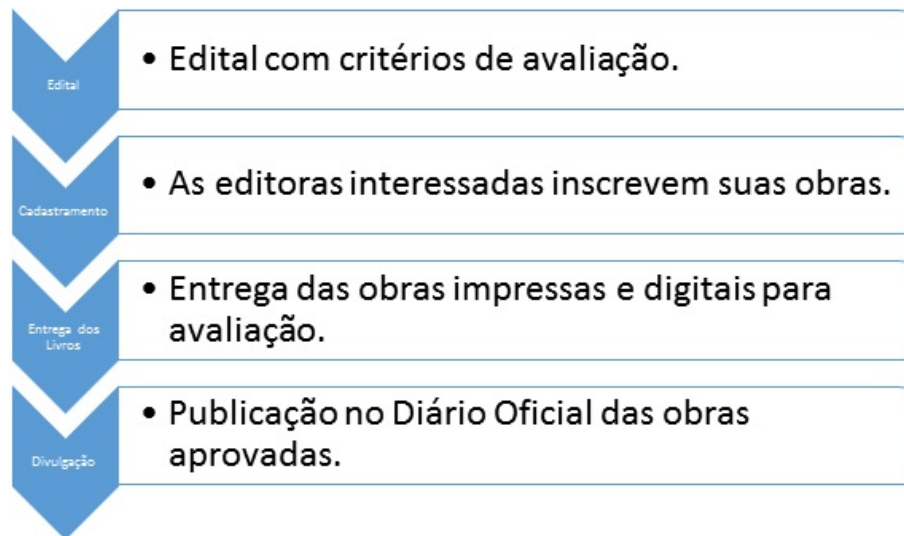 Edital
• Edital com critérios de avaliação.
Cadastramento
• As editoras interessadas inscrevem suas obras.
Entrega dos
Livros
• Entrega das obras impressas e digitais para
avaliação.
Divulgação
• Publicação no Diário Oficial das obras
aprovadas.